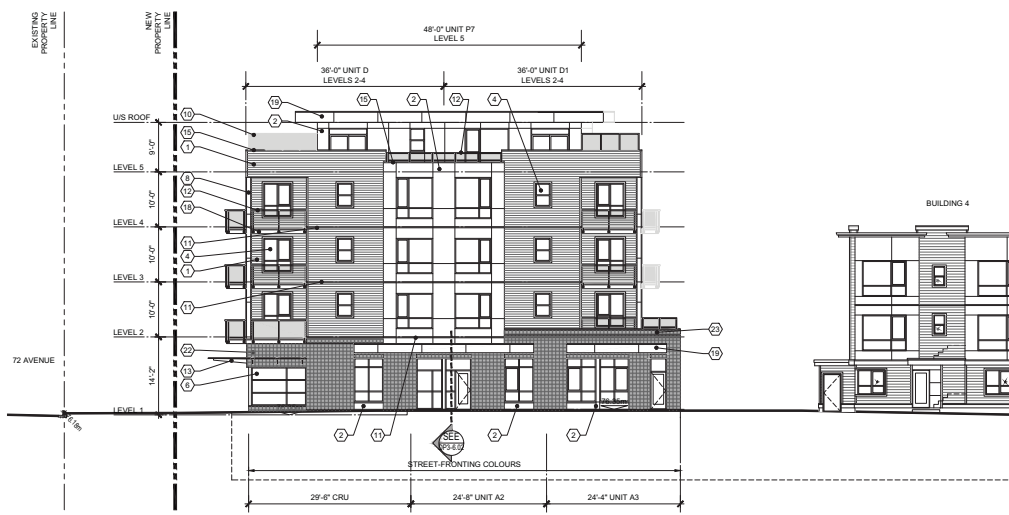 EXISTING
PROPERTY
LINE
NEW
PROPERTY
LINE
48'-0" UNIT P7
LEVEL 5
36'-0" UNIT D
LEVELS 2-4
36'-0" UNIT D1
LEVELS 2-4
19
15
2
12
4
10
2
15
1
8
12
18
11
4
1
11
22
13
6
U/S ROOF
9'-0"
LEVEL 5
10'-0"
LEVEL 4
10'-0"
LEVEL 3
10'-0"
LEVEL 2
14'-2"
LEVEL 1
72 AVENUE
BUILDING 4
23
19
2
11
2
2
SEE
DP3-6.02
STREET-FRONTING COLOURS
29'-6" CRU
24'-8" UNIT A2
24'-4" UNIT A3